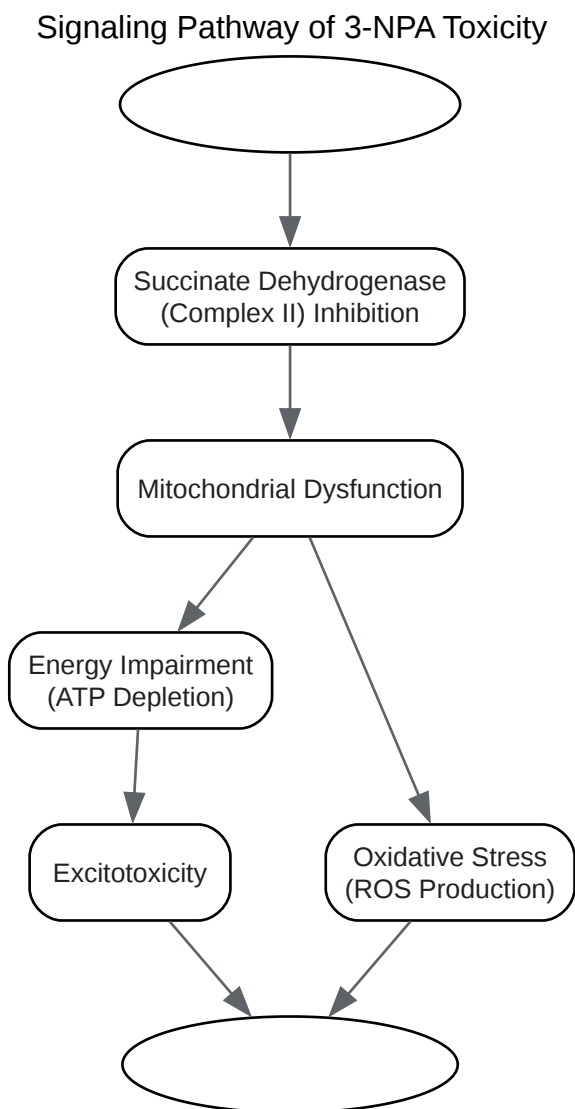 Signaling Pathway of 3-NPA Toxicity
Succinate Dehydrogenase
(Complex II) Inhibition
Mitochondrial Dysfunction
Energy Impairment
(ATP Depletion)
Excitotoxicity
Oxidative Stress
(ROS Production)